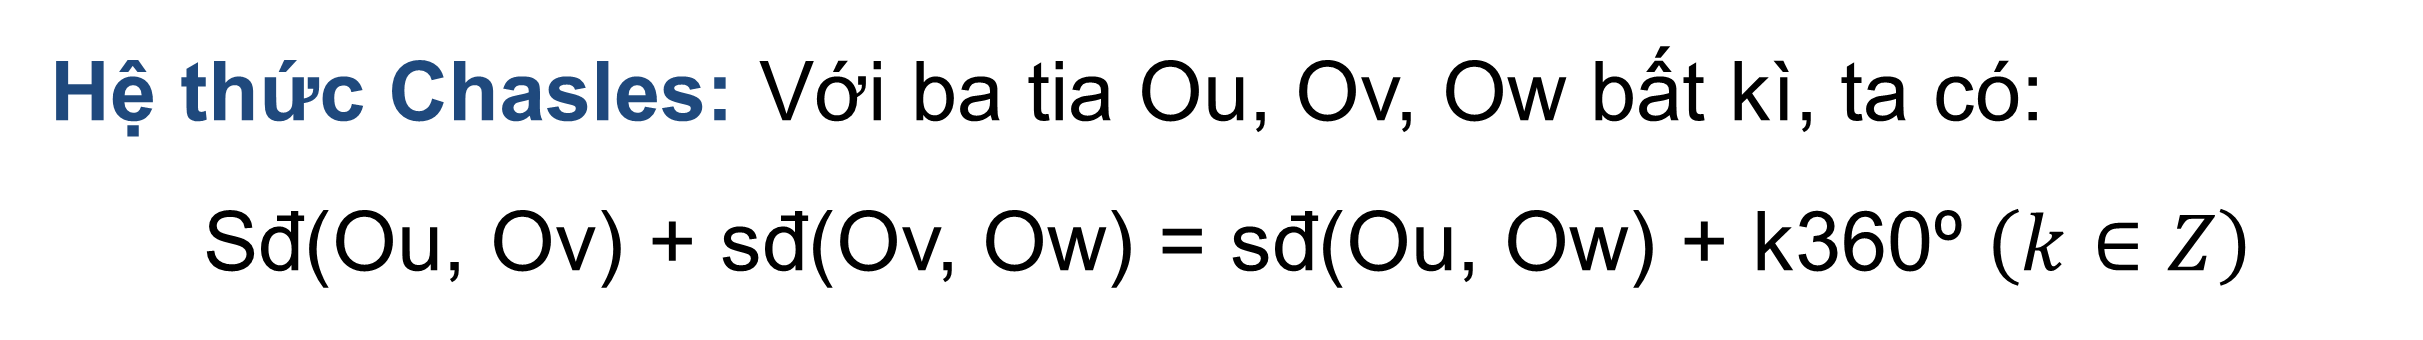 Hệ thức Chasles: Với ba tia Ou, Ov, Ow bất kì, ta có:
Sđ(Ou, Ov) + sđ(Ov, Ow) = sđ(Ou, Ow) + k360º (k ∈ Z)